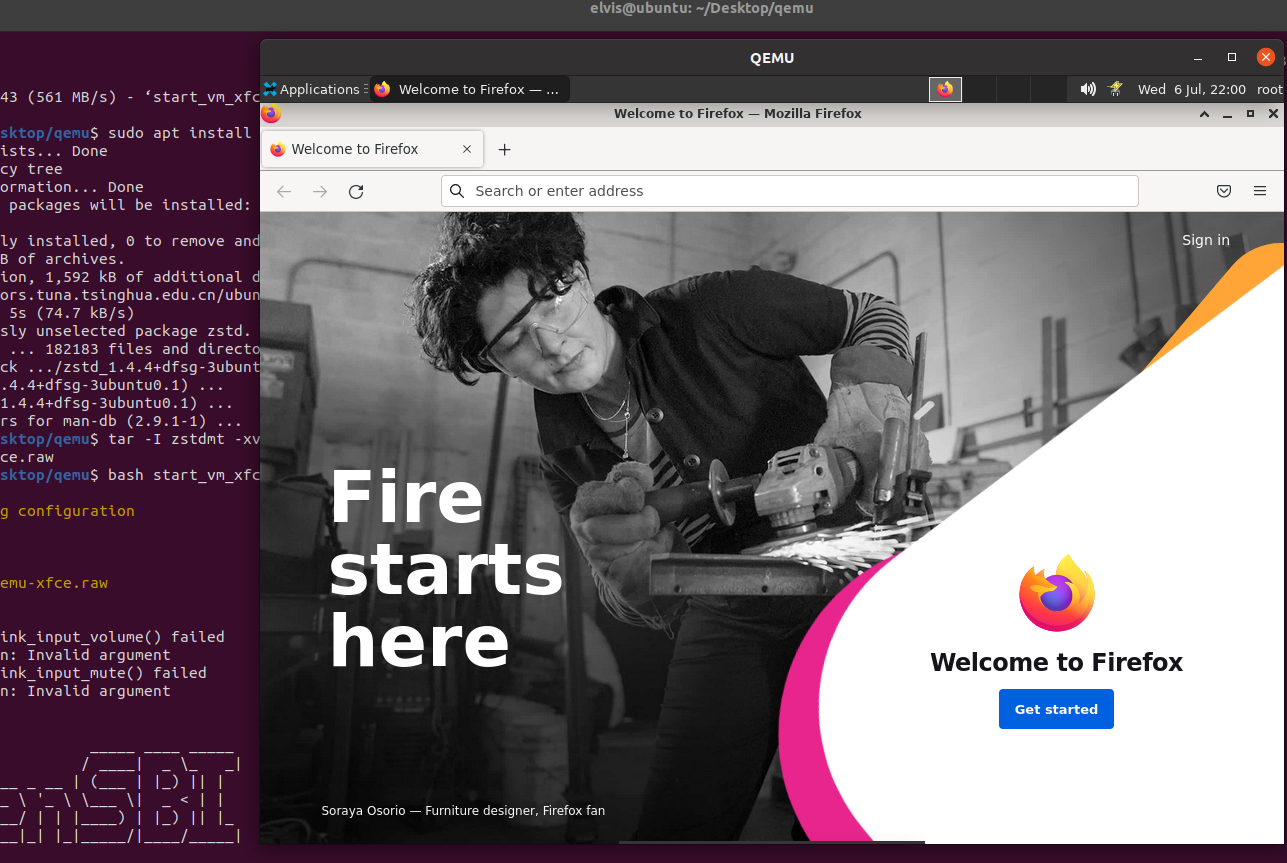 elvis@ubuntu: ~/Desktop/qemu
QEMU
Applications
Welcome to Firefox — ...
Wed 6 Jul, 22:00
root
Welcome to Firefox — Mozilla Firefox
Welcome to Firefox
Search or enter address
Sign in
Fire
starts
here
Soraya Osorio — Furniture designer, Firefox fan
Welcome to Firefox
Get started
43 (561 MB/s) - ‘start_vm_xfc
sktop/qemu$ sudo apt install
ists... Done
cy tree
ormation... Done
packages will be installed:
ly installed, 0 to remove and
B of archives.
ion, 1,592 kB of additional d
ors.tuna.tsinghua.edu.cn/ubun
5s (74.7 kB/s)
sly unselected package zstd.
... 182183 files and directo
ck .../zstd_1.4.4+dfsg-3ubunt
.4.4+dfsg-3ubuntu0.1) ...
1.4.4+dfsg-3ubuntu0.1) ...
rs for man-db (2.9.1-1) ...
sktop/qemu$ tar -I zstdmt -xv
ce.raw
sktop/qemu$ bash start_vm_xfc
g configuration
emu-xfce.raw
ink_input_volume() failed
n: Invalid argument
ink_input_mute() failed
n: Invalid argument